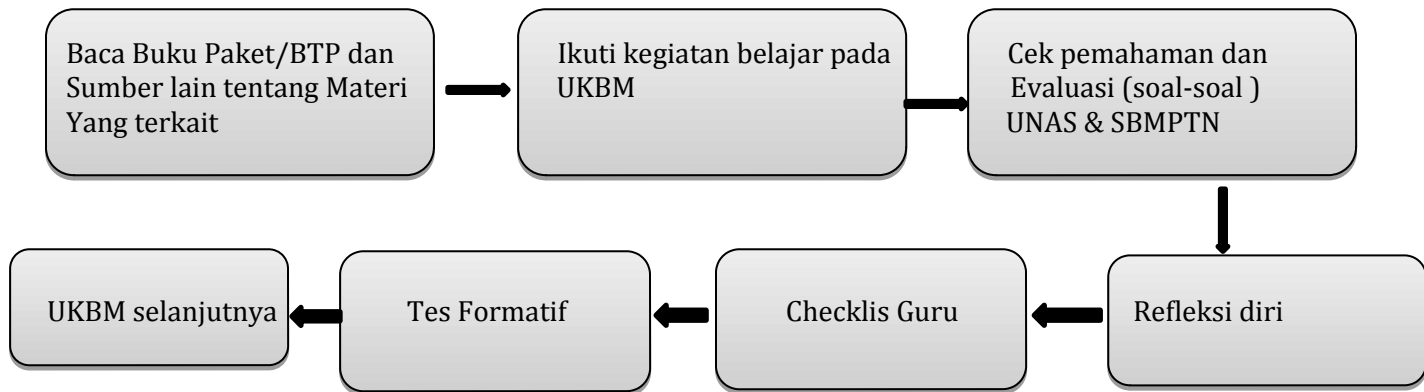 Baca Buku Paket/BTP dan
Sumber lain tentang Materi
Yang terkait
Ikuti kegiatan belajar pada
UKBM
Cek pemahaman dan
Evaluasi (soal-soal )
UNAS & SBMPTN
Refleksi diri
Checklis Guru
Tes Formatif
UKBM selanjutnya